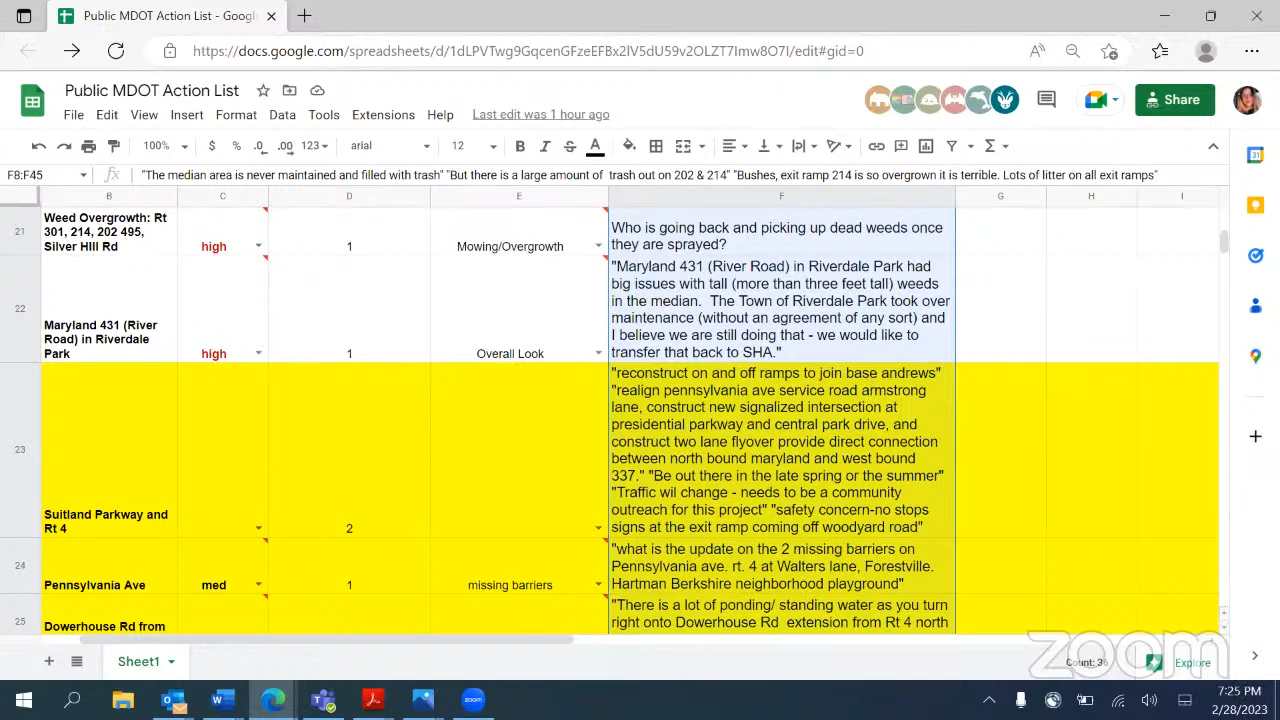 Public MDOT Action List - Google
https://docs.google.com/spreadsheets/d/1dLPVTwg9GqcenGFzeEFBx2lV5dU59v2OLZT7Imw8O7I/edit#gid=0
Public MDOT Action List
File Edit View Insert Format Data Tools Extensions Help Last edit was 1 hour ago
Share
100% $ % .0 .00 123 arial 12 B I S A
F8:F45 fx "The median area is never maintained and filled with trash" "But there is a large amount of trash out on 202 & 214" "Bushes, exit ramp 214 is so overgrown it is terrible. Lots of litter on all exit ramps"
B C D E F G H I
21
Weed Overgrowth: Rt
301, 214, 202 495,
Silver HIll Rd
high
1
Mowing/Overgrowth
Who is going back and picking up dead weeds once
they are sprayed?
22
Maryland 431 (River
Road) in Riverdale
Park
high
1
Overall Look
"Maryland 431 (River Road) in Riverdale Park had
big issues with tall (more than three feet tall) weeds
in the median. The Town of Riverdale Park took over
maintenance (without an agreement of any sort) and
I believe we are still doing that - we would like to
transfer that back to SHA."
23
Suitland Parkway and
Rt 4
2
"reconstruct on and off ramps to join base andrews"
"realign pennsylvania ave service road armstrong
lane, construct new signalized intersection at
presidential parkway and central park drive, and
construct two lane flyover provide direct connection
between north bound maryland and west bound
337." "Be out there in the late spring or the summer"
"Traffic wil change - needs to be a community
outreach for this project" "safety concern-no stops
signs at the exit ramp coming off woodyard road"
24
Pennsylvania Ave
med
1
missing barriers
"what is the update on the 2 missing barriers on
Pennsylvania ave. rt. 4 at Walters lane, Forestville.
Hartman Berkshire neighborhood playground"
25
Dowerhouse Rd from
"There is a lot of ponding/ standing water as you turn
right onto Dowerhouse Rd extension from Rt 4 north
zoom
Sheet1
Count: 36
Explore
7:25 PM
2/28/2023